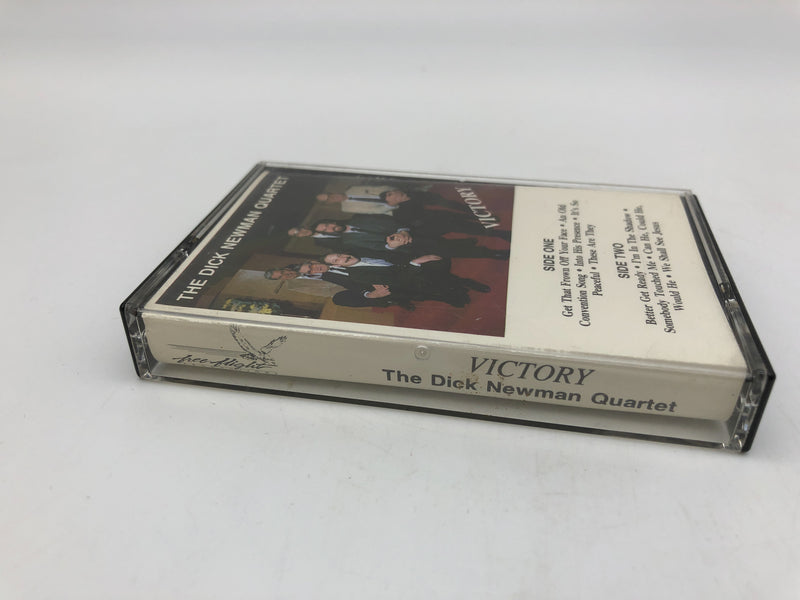 THE DICK NEWMAN QUARTET
VICTORY
SIDE ONE
Get That Frown Off Your Face • An Old
Convention Song • Into His Presence • It's So
Peaceful • These Are They
SIDE TWO
Better Get Ready • I'm In The Shadow •
Somebody Touched Me • Can He, Could He,
Would He • We Shall See Jesus
free flight
VICTORY
The Dick Newman Quartet